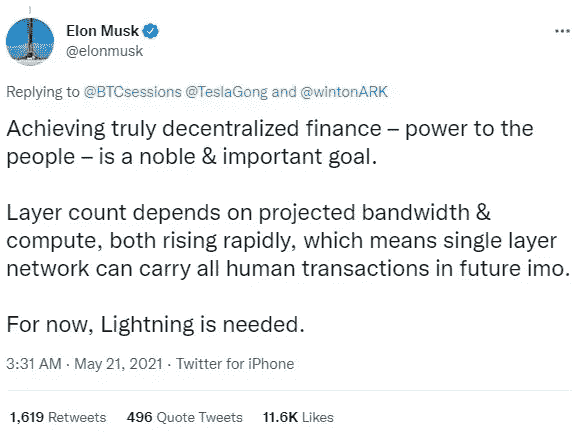 Elon Musk
@elonmusk
Replying to @BTCsessions @TeslaGong and @wintonARK
Achieving truly decentralized finance – power to the
people – is a noble & important goal.
Layer count depends on projected bandwidth &
compute, both rising rapidly, which means single layer
network can carry all human transactions in future imo.
For now, Lightning is needed.
3:31 AM · May 21, 2021 · Twitter for iPhone
1,619 Retweets 496 Quote Tweets 11.6K Likes